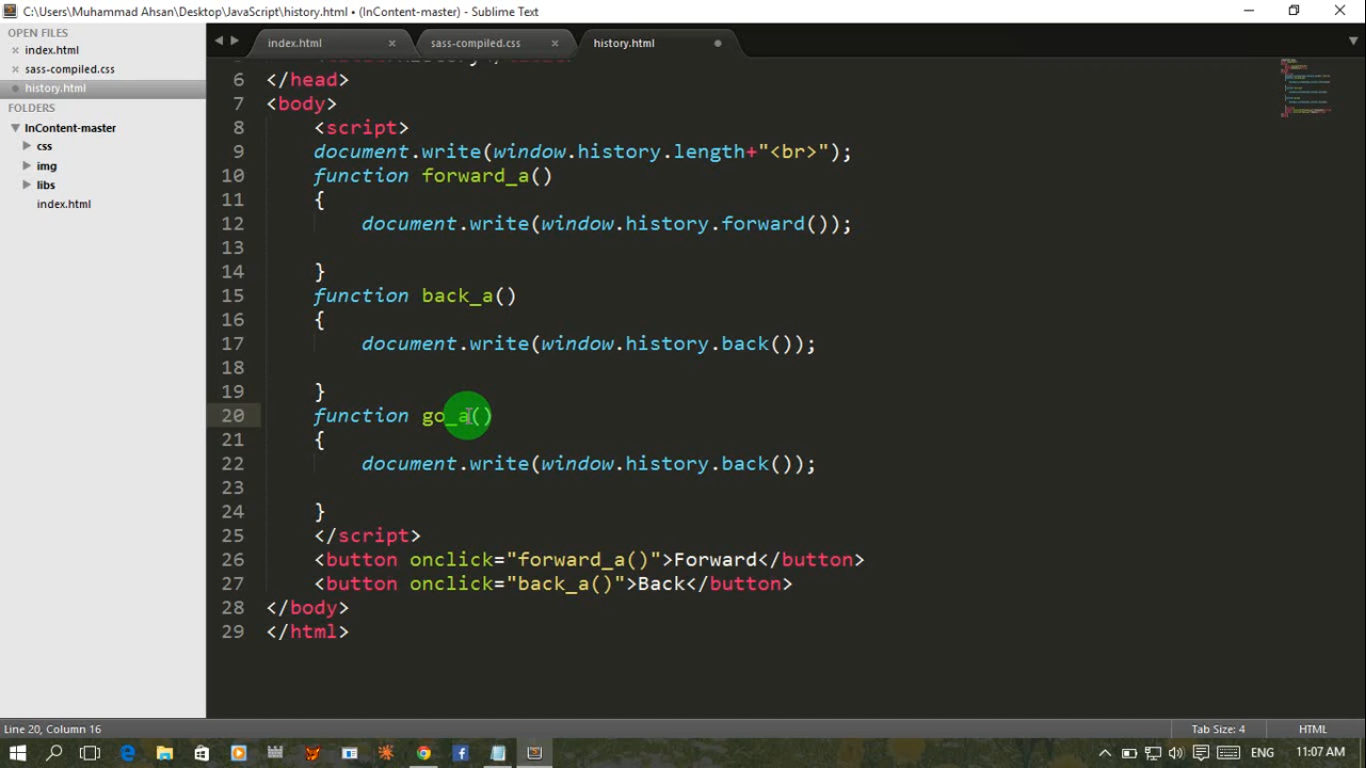 C:\Users\Muhammad Ahsan\Desktop\JavaScript\history.html • (InContent-master) - Sublime Text
OPEN FILES
index.html
sass-compiled.css
history.html
FOLDERS
InContent-master
css
img
libs
index.html
index.html
sass-compiled.css
history.html
6 </head>
7 <body>
8 <script>
9 document.write(window.history.length+"<br>");
10 function forward_a()
11 {
12 document.write(window.history.forward());
13
14 }
15 function back_a()
16 {
17 document.write(window.history.back());
18
19 }
20 function go_a()
21 {
22 document.write(window.history.back());
23
24 }
25 </script>
26 <button onclick="forward_a()">Forward</button>
27 <button onclick="back_a()">Back</button>
28 </body>
29 </html>
Line 20, Column 16
Tab Size: 4
HTML
ENG
11:07 AM